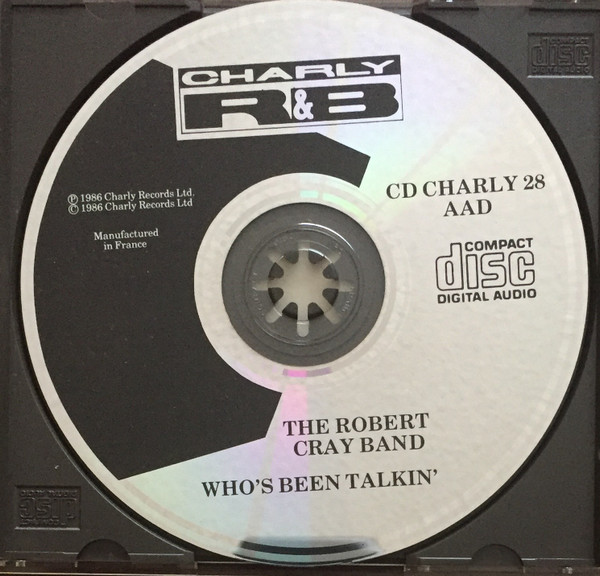 CHARLY
R&B
℗ 1986 Charly Records Ltd.
© 1986 Charly Records Ltd
Manufactured
in France
CD CHARLY 28
AAD
COMPACT
disc
DIGITAL AUDIO
THE ROBERT
CRAY BAND
WHO'S BEEN TALKIN'
disc